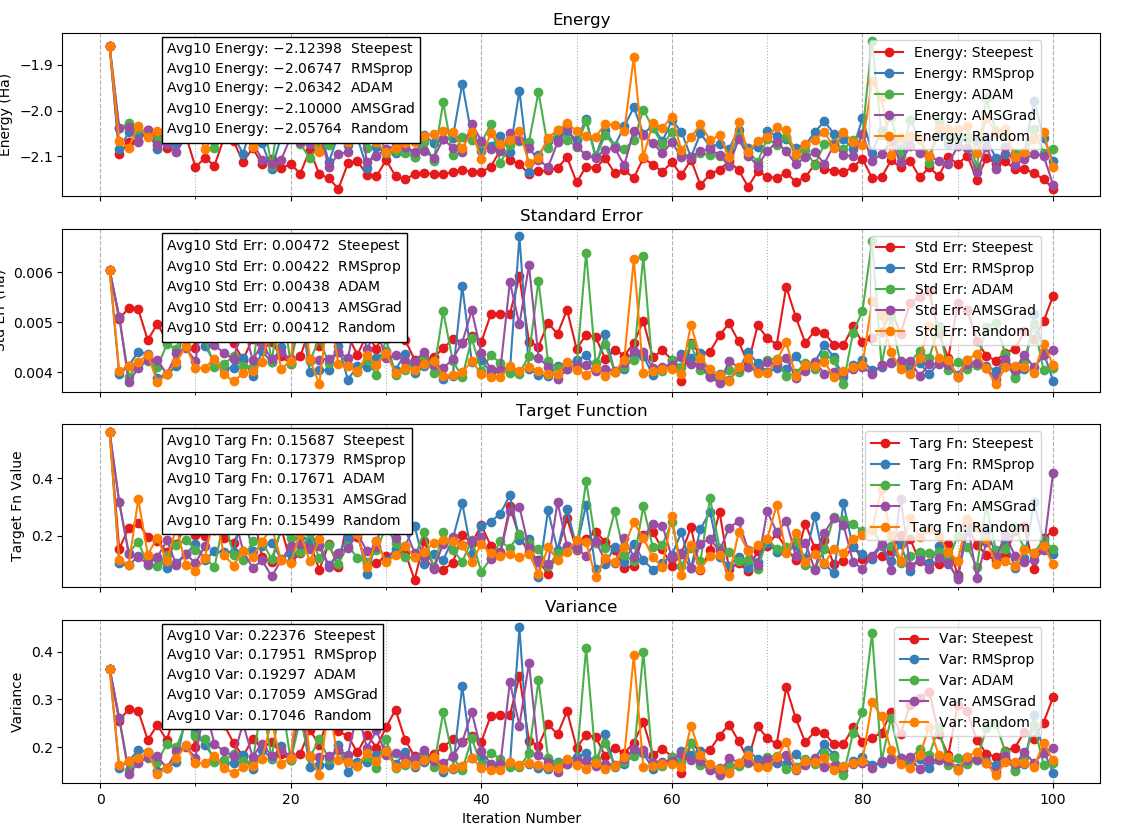 Energy
Energy (Ha)
−1.9
−2.0
−2.1
Avg10 Energy: −2.12398 Steepest
Avg10 Energy: −2.06747 RMSprop
Avg10 Energy: −2.06342 ADAM
Avg10 Energy: −2.10000 AMSGrad
Avg10 Energy: −2.05764 Random
Energy: Steepest
Energy: RMSprop
Energy: ADAM
Energy: AMSGrad
Energy: Random
Standard Error
Std Err (Ha)
0.006
0.005
0.004
Avg10 Std Err: 0.00472 Steepest
Avg10 Std Err: 0.00422 RMSprop
Avg10 Std Err: 0.00438 ADAM
Avg10 Std Err: 0.00413 AMSGrad
Avg10 Std Err: 0.00412 Random
Std Err: Steepest
Std Err: RMSprop
Std Err: ADAM
Std Err: AMSGrad
Std Err: Random
Target Function
Target Fn Value
0.4
0.2
Avg10 Targ Fn: 0.15687 Steepest
Avg10 Targ Fn: 0.17379 RMSprop
Avg10 Targ Fn: 0.17671 ADAM
Avg10 Targ Fn: 0.13531 AMSGrad
Avg10 Targ Fn: 0.15499 Random
Targ Fn: Steepest
Targ Fn: RMSprop
Targ Fn: ADAM
Targ Fn: AMSGrad
Targ Fn: Random
Variance
Variance
0.4
0.3
0.2
Avg10 Var: 0.22376 Steepest
Avg10 Var: 0.17951 RMSprop
Avg10 Var: 0.19297 ADAM
Avg10 Var: 0.17059 AMSGrad
Avg10 Var: 0.17046 Random
Var: Steepest
Var: RMSprop
Var: ADAM
Var: AMSGrad
Var: Random
0 20 40 60 80 100
Iteration Number